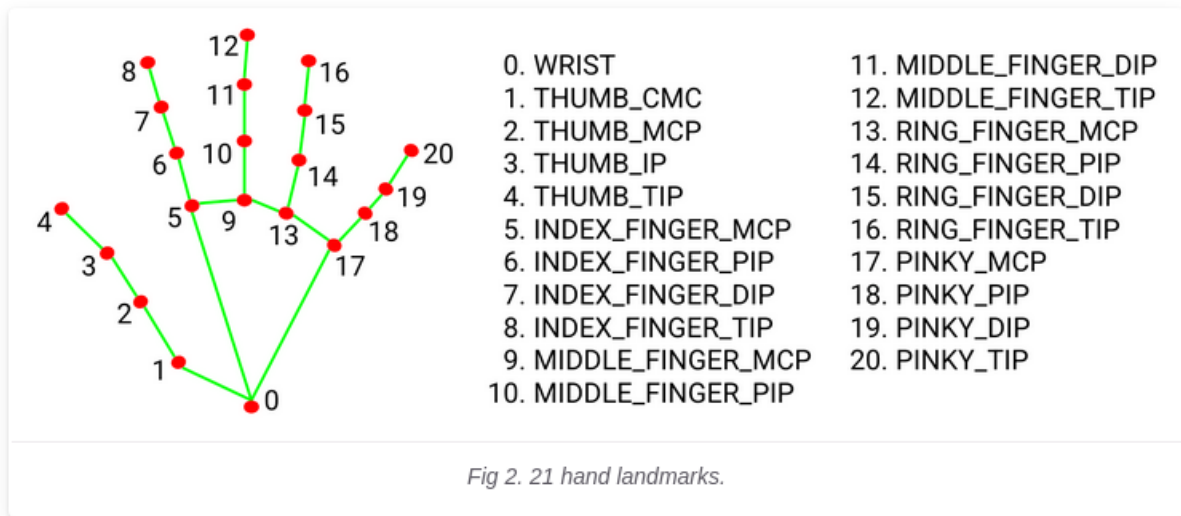 12
8
16
11
7
15
10
20
6
14
19
4
5
9
13
18
3
17
2
1
0
0. WRIST
1. THUMB_CMC
2. THUMB_MCP
3. THUMB_IP
4. THUMB_TIP
5. INDEX_FINGER_MCP
6. INDEX_FINGER_PIP
7. INDEX_FINGER_DIP
8. INDEX_FINGER_TIP
9. MIDDLE_FINGER_MCP
10. MIDDLE_FINGER_PIP
11. MIDDLE_FINGER_DIP
12. MIDDLE_FINGER_TIP
13. RING_FINGER_MCP
14. RING_FINGER_PIP
15. RING_FINGER_DIP
16. RING_FINGER_TIP
17. PINKY_MCP
18. PINKY_PIP
19. PINKY_DIP
20. PINKY_TIP
Fig 2. 21 hand landmarks.